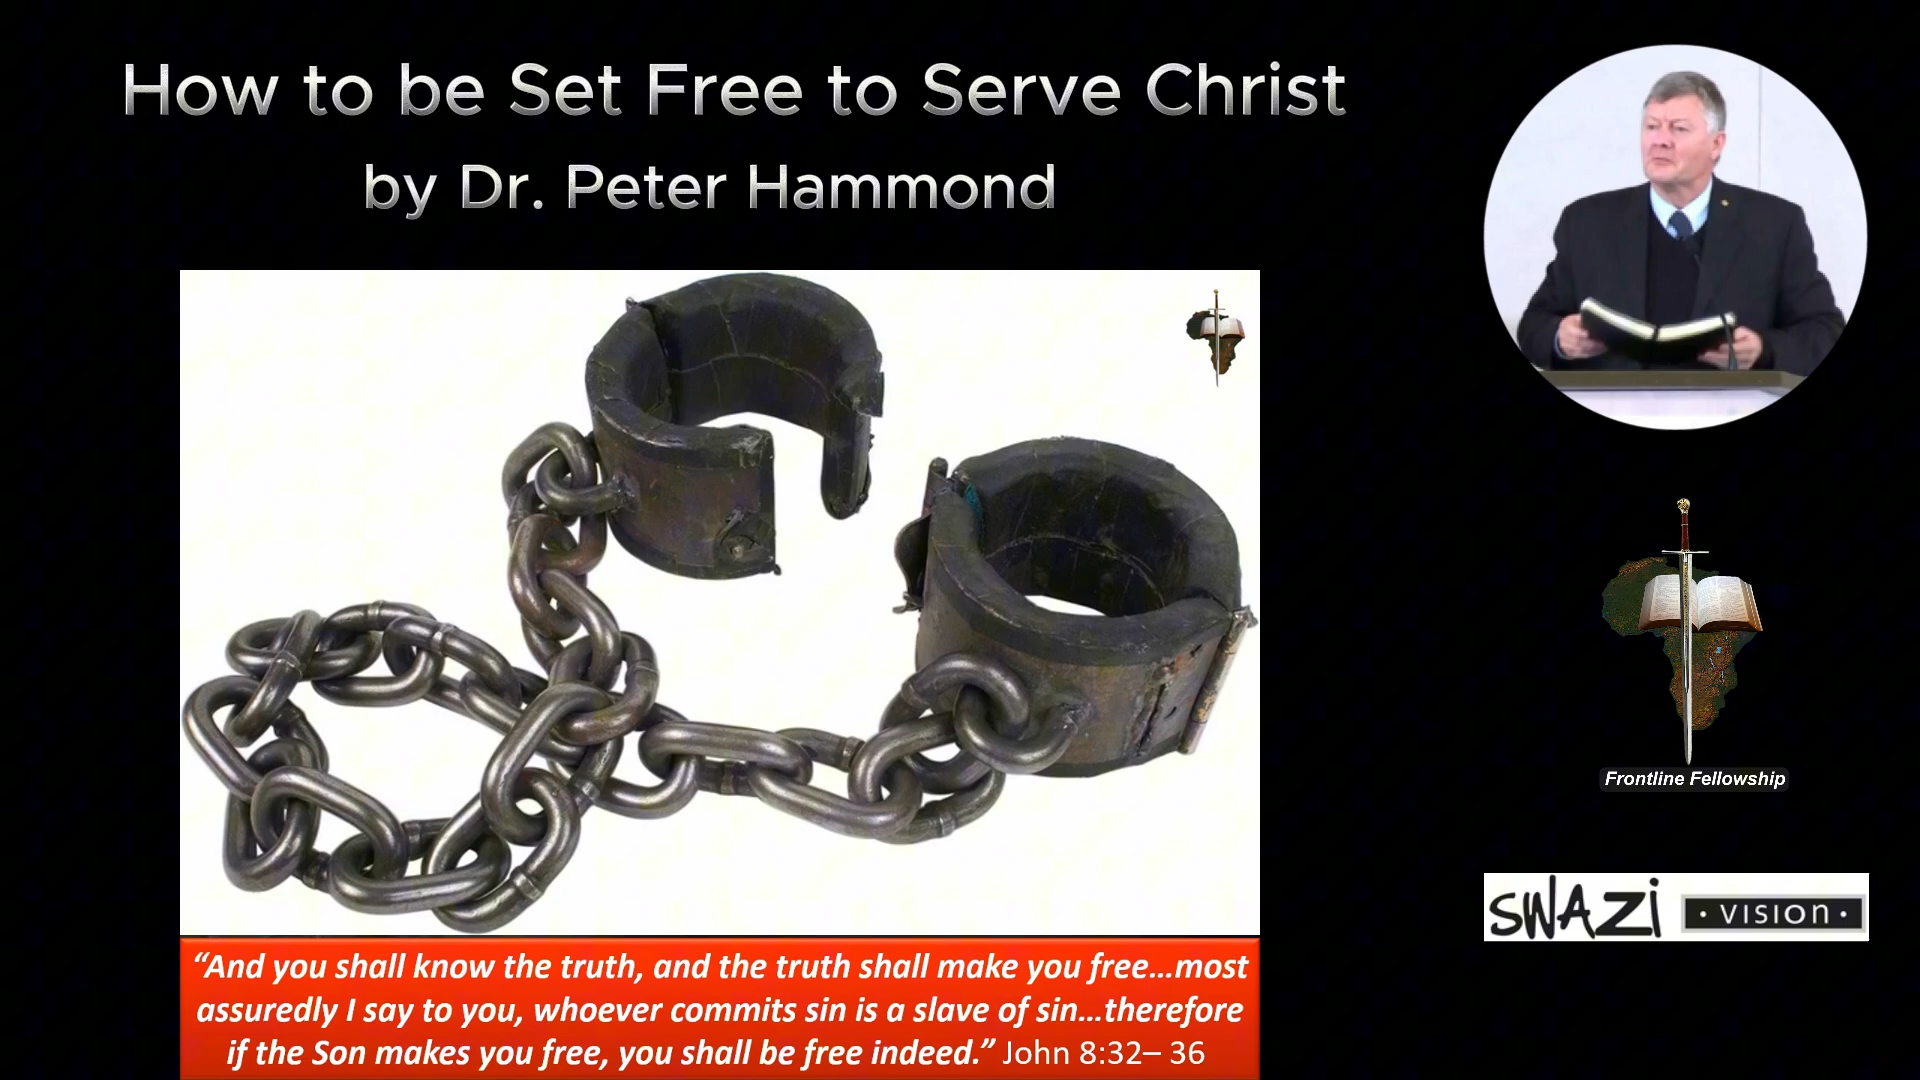 How to be Set Free to Serve Christ
by Dr. Peter Hammond
Frontline Fellowship
SWAZI • VISION •
“And you shall know the truth, and the truth shall make you free…most
assuredly I say to you, whoever commits sin is a slave of sin…therefore
if the Son makes you free, you shall be free indeed.” John 8:32– 36